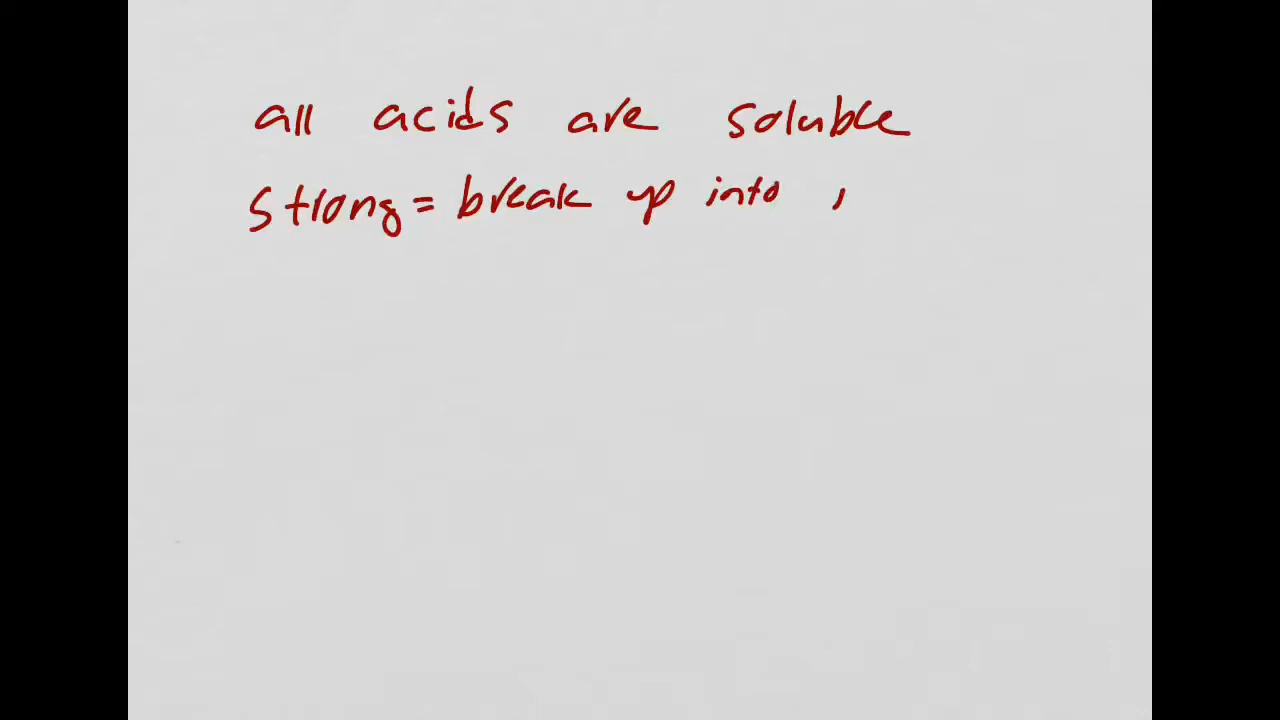 all acids are soluble
strong = break up into